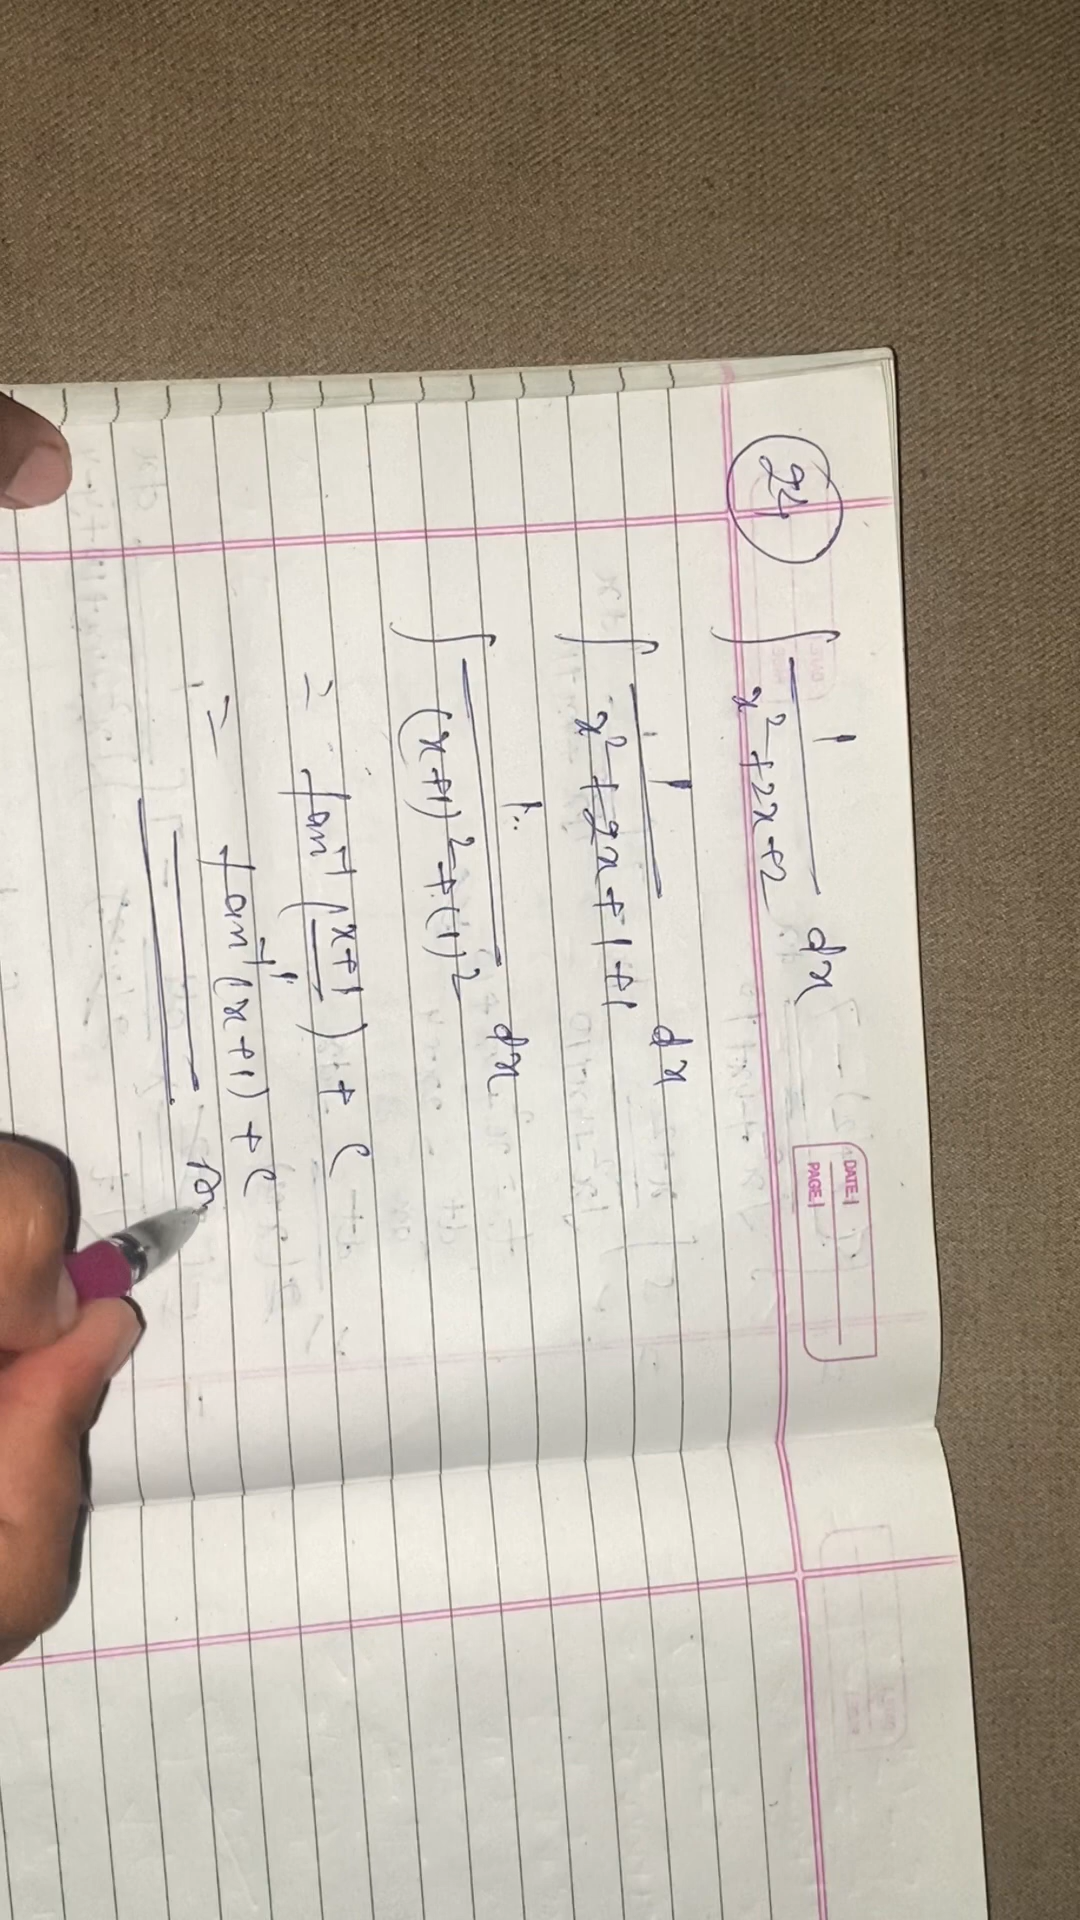 DATE:
PAGE:
24
∫ 1/(x² + 2x + 2) dx
∫ 1/(x² + 2x + 1 + 1) dx
∫ 1/((x+1)² + (1)²) dx
= tan⁻¹ ((x+1)/1) + C
= tan⁻¹ (x+1) + C